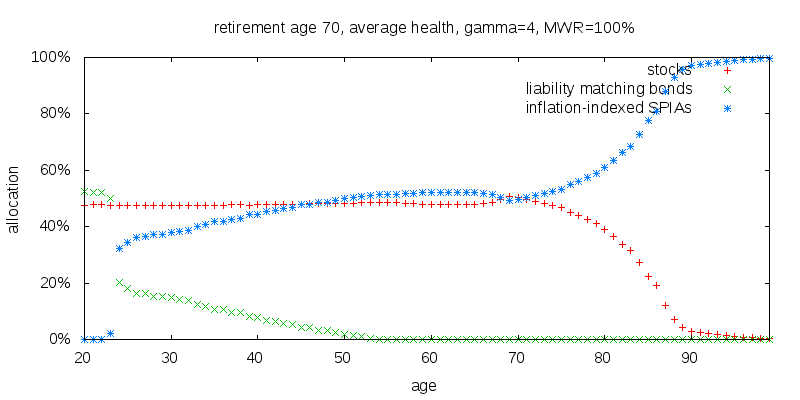 retirement age 70, average health, gamma=4, MWR=100%
100%
80%
60%
40%
20%
0%
allocation
stocks
liability matching bonds
inflation-indexed SPIAs
20 30 40 50 60 70 80 90
age